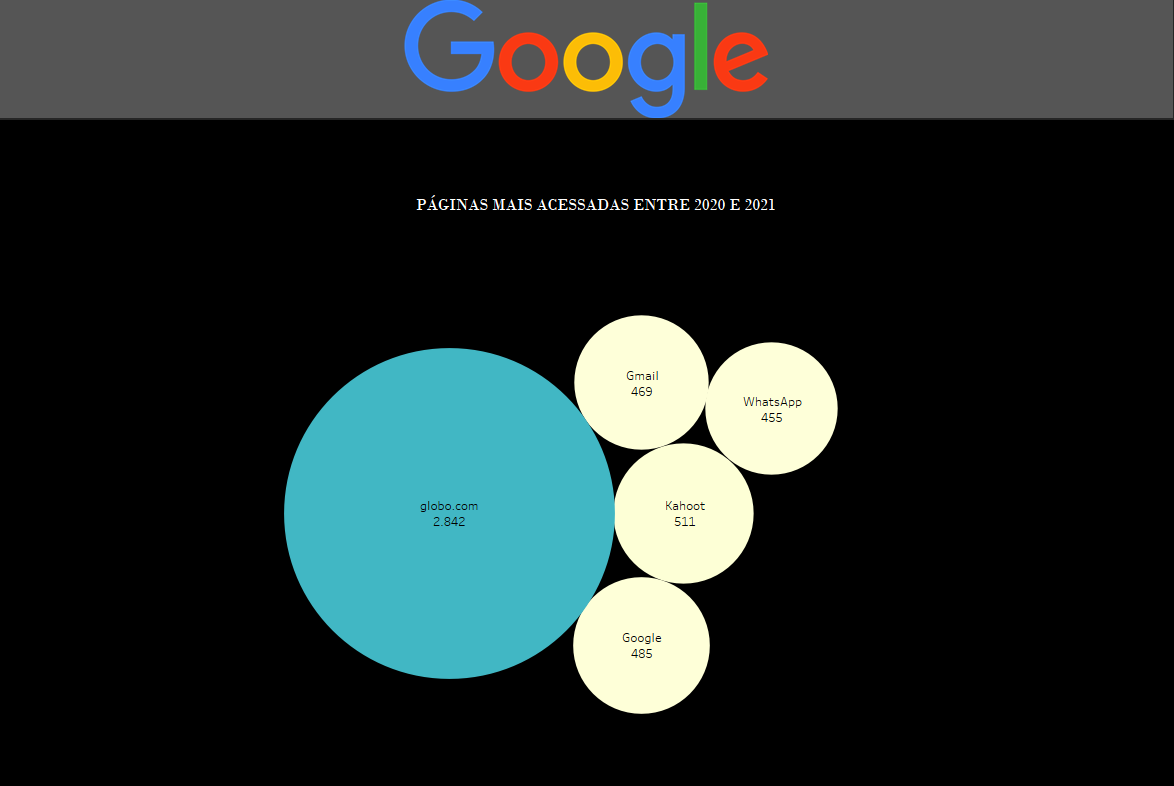 Google
PÁGINAS MAIS ACESSADAS ENTRE 2020 E 2021
Gmail
469
WhatsApp
455
globo.com
2.842
Kahoot
511
Google
485